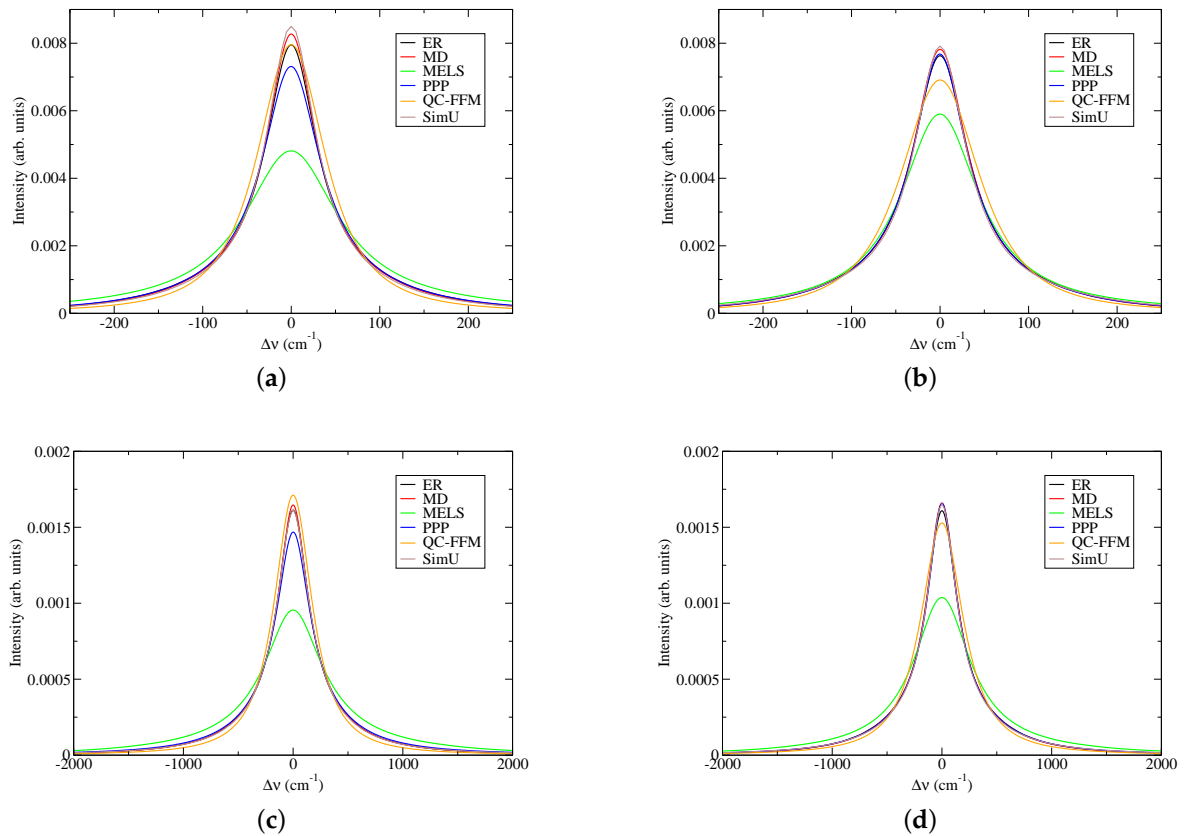 0.008
0.006
0.004
0.002
0
Intensity (arb. units)
ER
MD
MELS
PPP
QC-FFM
SimU
-200
-100
0
100
200
Δν (cm-1)
(a)
0.008
0.006
0.004
0.002
0
Intensity (arb. units)
ER
MD
MELS
PPP
QC-FFM
SimU
-200
-100
0
100
200
Δν (cm-1)
(b)
0.002
0.0015
0.001
0.0005
0
Intensity (arb. units)
ER
MD
MELS
PPP
QC-FFM
SimU
-2000
-1000
0
1000
2000
Δν (cm-1)
(c)
0.002
0.0015
0.001
0.0005
0
Intensity (arb. units)
ER
MD
MELS
PPP
QC-FFM
SimU
-2000
-1000
0
1000
2000
Δν (cm-1)
(d)